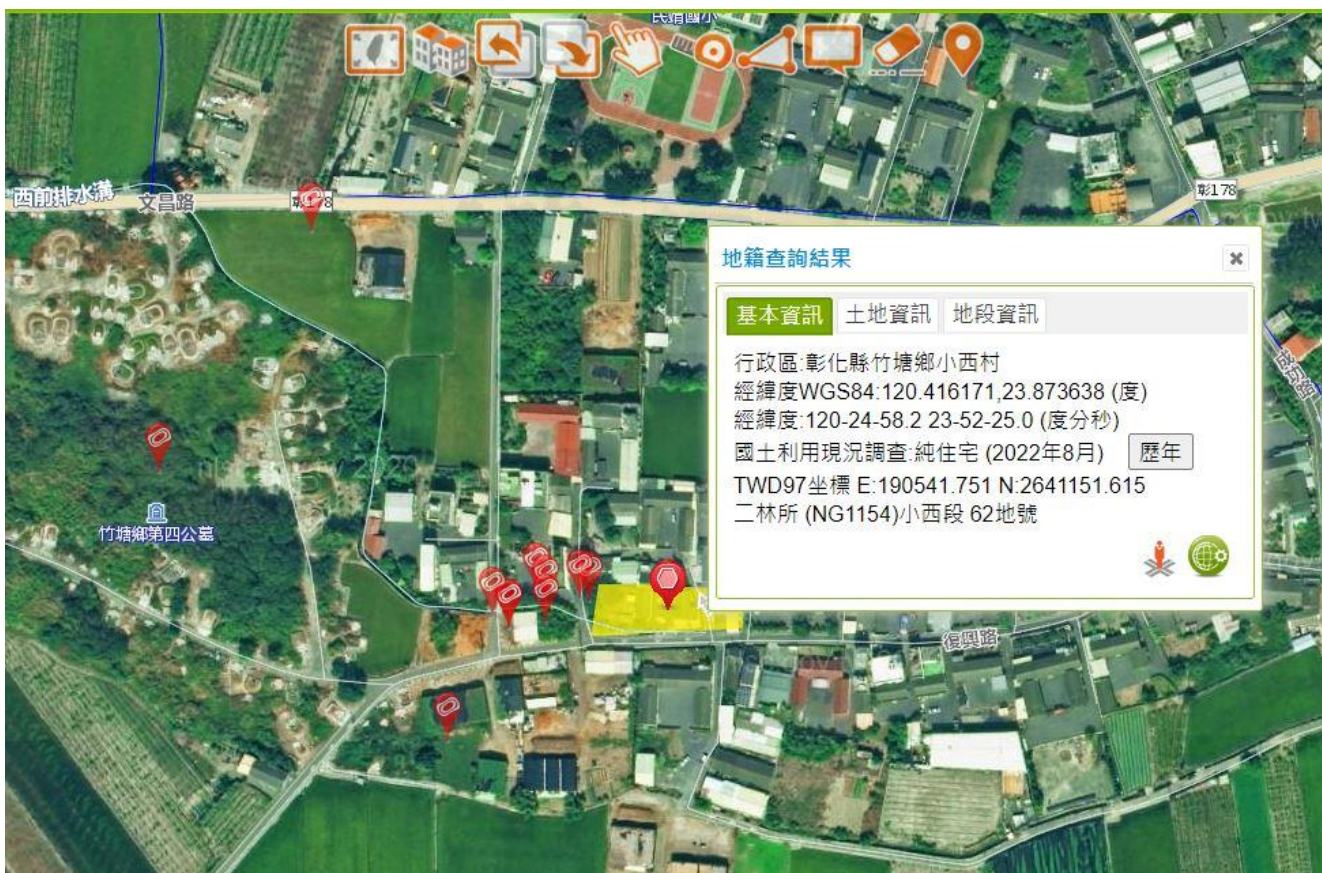 民靖國小
西前排水溝
文昌路
彰178
彰178
地籍查詢結果
基本資訊
土地資訊
地段資訊
行政區:彰化縣竹塘鄉小西村
經緯度WGS84:120.416171,23.873638 (度)
經緯度:120-24-58.2 23-52-25.0 (度分秒)
國土利用現況調查:純住宅 (2022年8月)
歷年
TWD97坐標 E:190541.751 N:2641151.615
二林所 (NG1154)小西段 62地號
竹塘鄉第四公墓
復興路